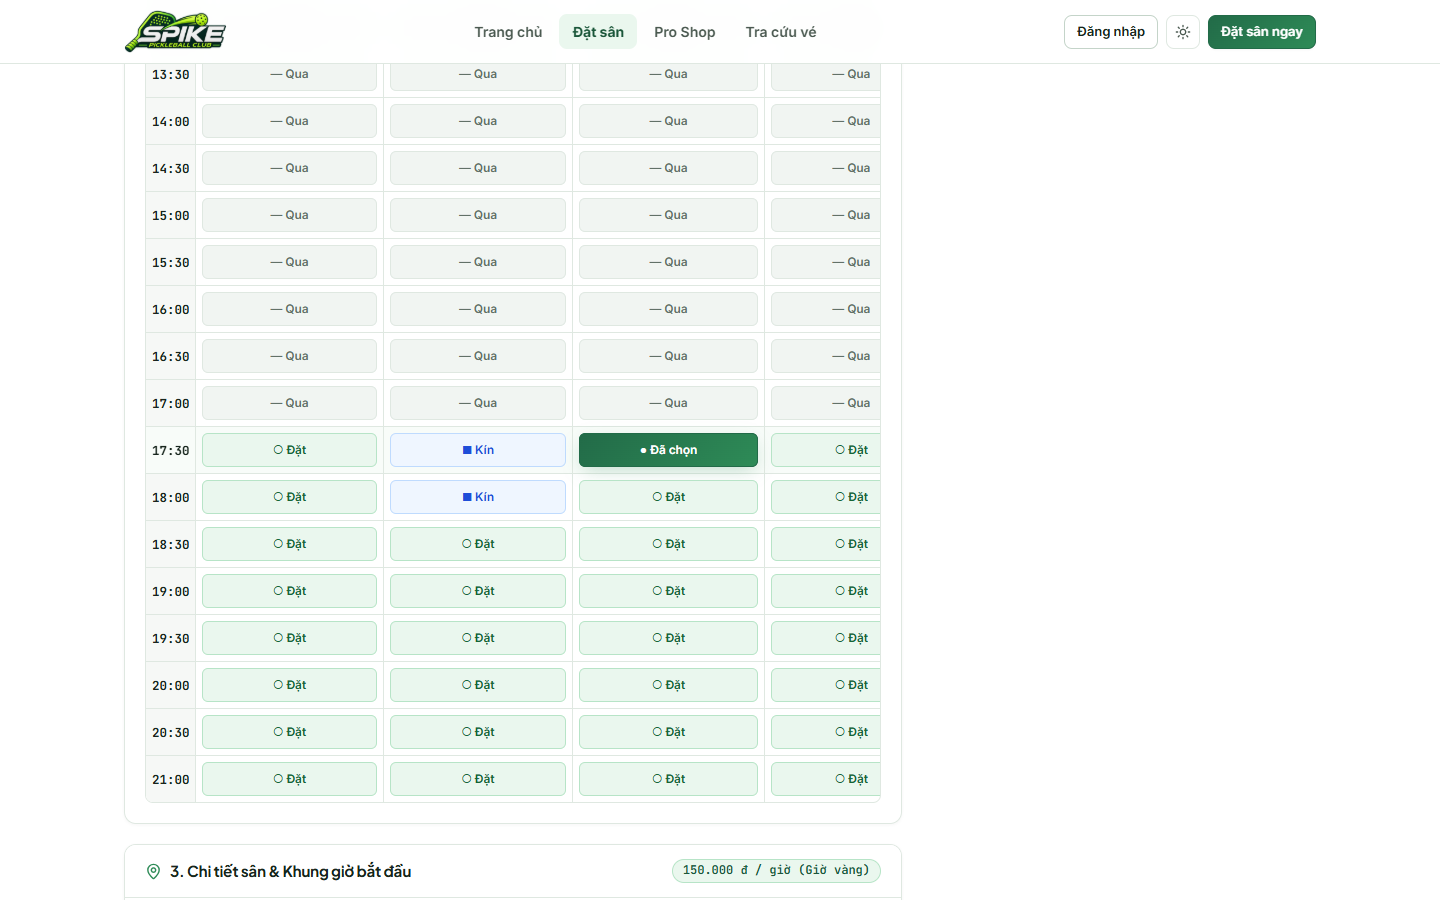 SPIKE
PICKLEBALL CLUB
Trang chủ Đặt sân Pro Shop Tra cứu vé Đăng nhập Đặt sân ngay
13:30 — Qua — Qua — Qua — Qua
14:00 — Qua — Qua — Qua — Qua
14:30 — Qua — Qua — Qua — Qua
15:00 — Qua — Qua — Qua — Qua
15:30 — Qua — Qua — Qua — Qua
16:00 — Qua — Qua — Qua — Qua
16:30 — Qua — Qua — Qua — Qua
17:00 — Qua — Qua — Qua — Qua
17:30 ○ Đặt ■ Kín ● Đã chọn ○ Đặt
18:00 ○ Đặt ■ Kín ○ Đặt ○ Đặt
18:30 ○ Đặt ○ Đặt ○ Đặt ○ Đặt
19:00 ○ Đặt ○ Đặt ○ Đặt ○ Đặt
19:30 ○ Đặt ○ Đặt ○ Đặt ○ Đặt
20:00 ○ Đặt ○ Đặt ○ Đặt ○ Đặt
20:30 ○ Đặt ○ Đặt ○ Đặt ○ Đặt
21:00 ○ Đặt ○ Đặt ○ Đặt ○ Đặt
3. Chi tiết sân & Khung giờ bắt đầu 150.000 đ / giờ (Giờ vàng)